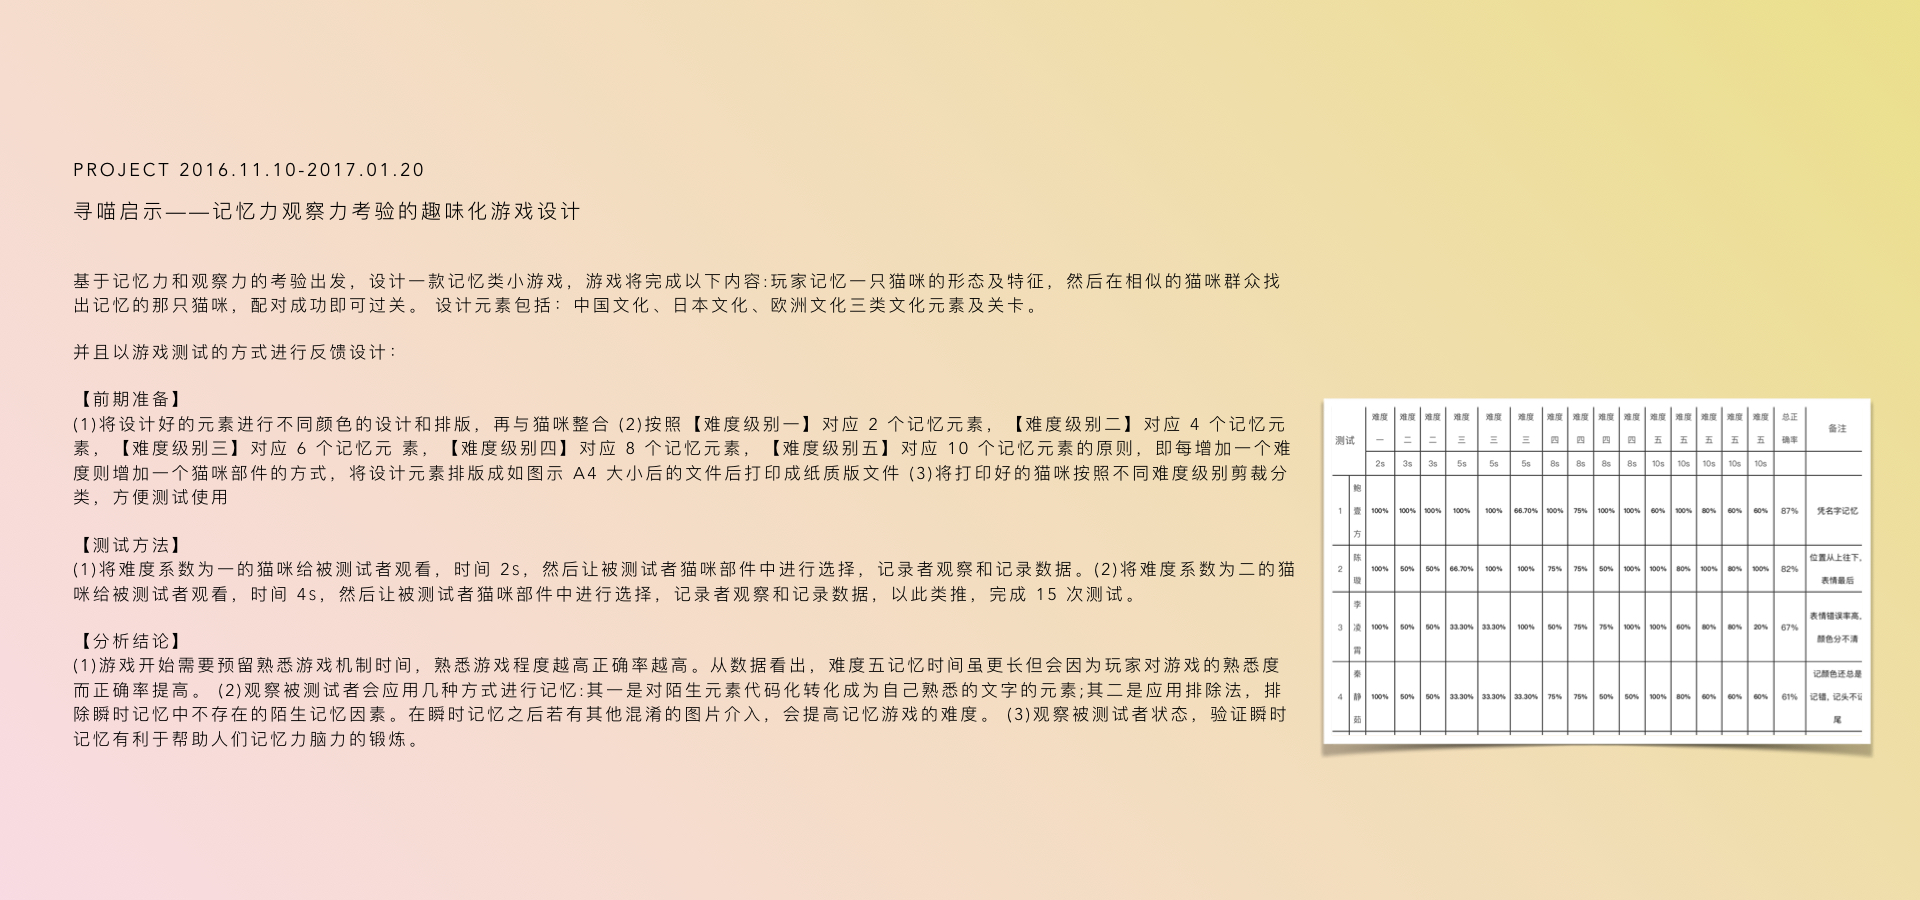 PROJECT 2016.11.10-2017.01.20
寻喵启示——记忆力观察力考验的趣味化游戏设计
基于记忆力和观察力的考验出发，设计一款记忆类小游戏，游戏将完成以下内容:玩家记忆一只猫咪的形态及特征，然后在相似的猫咪群众找
出记忆的那只猫咪，配对成功即可过关。 设计元素包括：中国文化、日本文化、欧洲文化三类文化元素及关卡。
并且以游戏测试的方式进行反馈设计：
【前期准备】
(1)将设计好的元素进行不同颜色的设计和排版，再与猫咪整合 (2)按照【难度级别一】对应 2 个记忆元素，【难度级别二】对应 4 个记忆元
素，【难度级别三】对应 6 个记忆元 素，【难度级别四】对应 8 个记忆元素，【难度级别五】对应 10 个记忆元素的原则，即每增加一个难
度则增加一个猫咪部件的方式，将设计元素排版成如图示 A4 大小后的文件后打印成纸质版文件 (3)将打印好的猫咪按照不同难度级别剪裁分
类，方便测试使用
【测试方法】
(1)将难度系数为一的猫咪给被测试者观看，时间 2s，然后让被测试者猫咪部件中进行选择，记录者观察和记录数据。(2)将难度系数为二的猫
咪给被测试者观看，时间 4s，然后让被测试者猫咪部件中进行选择，记录者观察和记录数据，以此类推，完成 15 次测试。
【分析结论】
(1)游戏开始需要预留熟悉游戏机制时间，熟悉游戏程度越高正确率越高。从数据看出，难度五记忆时间虽更长但会因为玩家对游戏的熟悉度
而正确率提高。 (2)观察被测试者会应用几种方式进行记忆:其一是对陌生元素代码化转化成为自己熟悉的文字的元素;其二是应用排除法，排
除瞬时记忆中不存在的陌生记忆因素。在瞬时记忆之后若有其他混淆的图片介入，会提高记忆游戏的难度。 (3)观察被测试者状态，验证瞬时
记忆有利于帮助人们记忆力脑力的锻炼。
测试 难度一 难度二 难度二 难度三 难度三 难度三 难度四 难度四 难度四 难度四 难度五 难度五 难度五 难度五 难度五 总正确率 备注
2s 3s 3s 5s 5s 5s 8s 8s 8s 8s 10s 10s 10s 10s 10s
1 鲍壹方 100% 100% 100% 100% 100% 66.70% 100% 75% 100% 100% 60% 100% 80% 60% 60% 87% 凭名字记忆
2 陈璇 100% 50% 50% 66.70% 100% 100% 75% 75% 50% 100% 100% 80% 100% 80% 100% 82% 位置从上往下、表情最后
3 李凌霄 100% 50% 50% 33.30% 33.30% 100% 50% 75% 75% 100% 100% 60% 80% 80% 20% 67% 表情错误率高、颜色分不清
4 秦静茹 100% 50% 50% 33.30% 33.30% 33.30% 75% 75% 50% 50% 100% 80% 60% 60% 60% 61% 记颜色还总是记错，记头不记尾